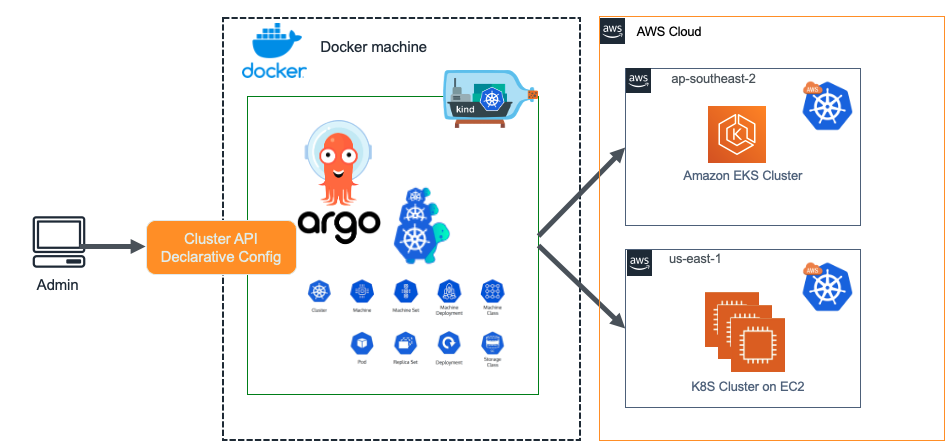 docker
Docker machine
kind
argo
Cluster
Machine
Machine Set
Machine
Deployment
Machine
Class
Pod
Replica Set
Deployment
Storage
Class
Cluster API
Declarative Config
Admin
aws
AWS Cloud
aws
ap-southeast-2
AWS
K
Amazon EKS Cluster
aws
us-east-1
AWS
K8S Cluster on EC2